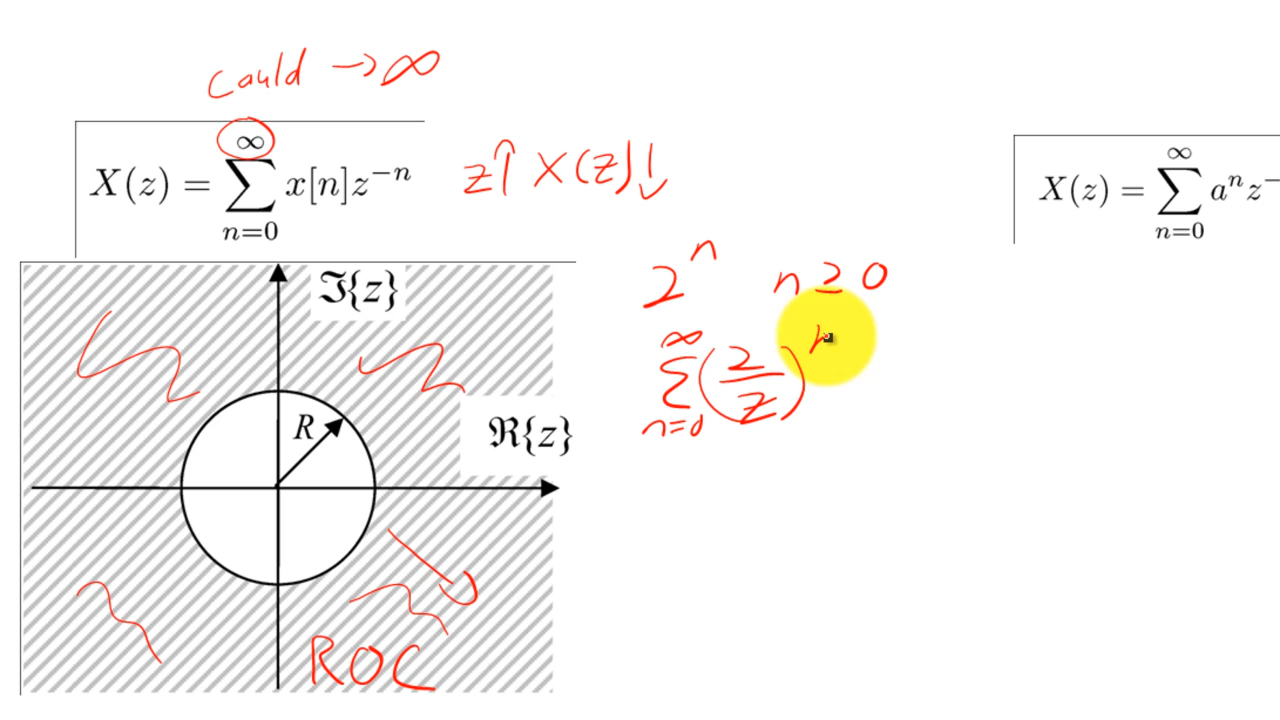 could → ∞
X(z) = ∑_{n=0}^{∞} x[n]z^{-n}
z↑ X(z)↓
X(z) = ∑_{n=0}^{∞} a^n z^-
ℑ{z}
2^n n ≥ 0
∑_{n=0}^{∞} (2/z)^n
R
ℜ{z}
ROC